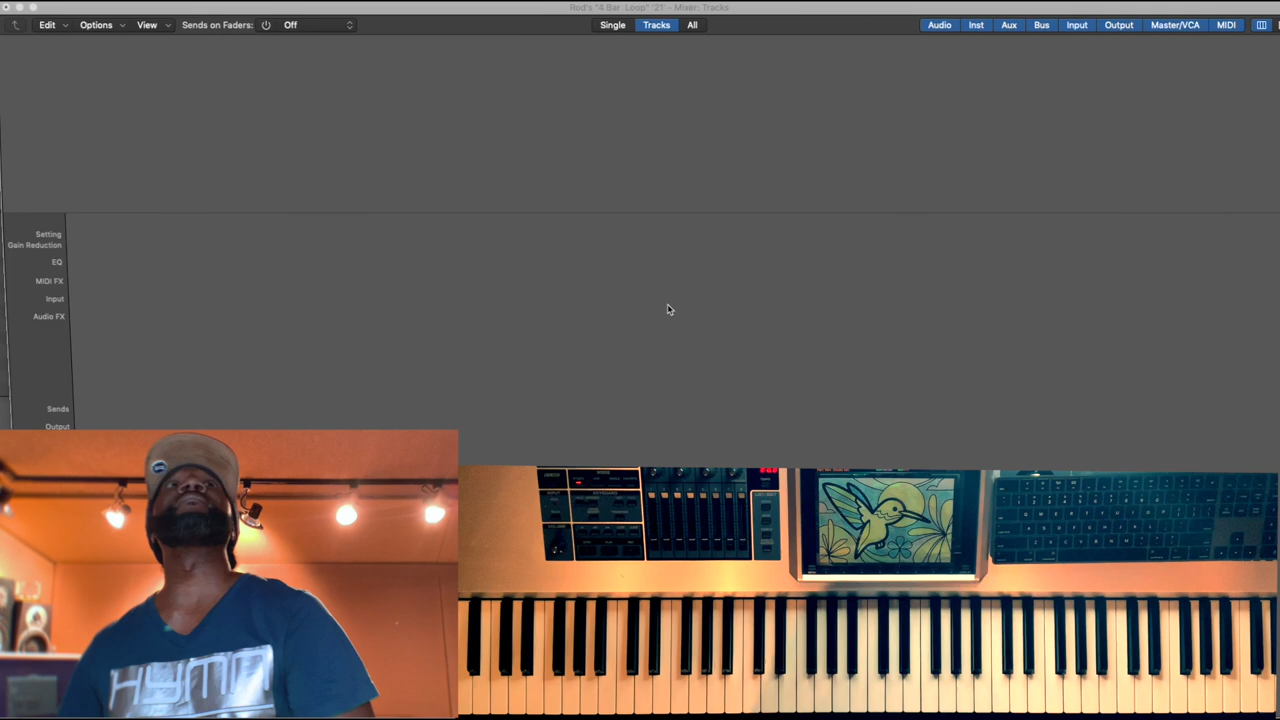 Rod's "4 Bar Loop" '21' - Mixer: Tracks
Edit Options View Sends on Faders: Off Single Tracks All Audio Inst Aux Bus Input Output Master/VCA MIDI
Setting
Gain Reduction
EQ
MIDI FX
Input
Audio FX
Sends
Output
HYMN